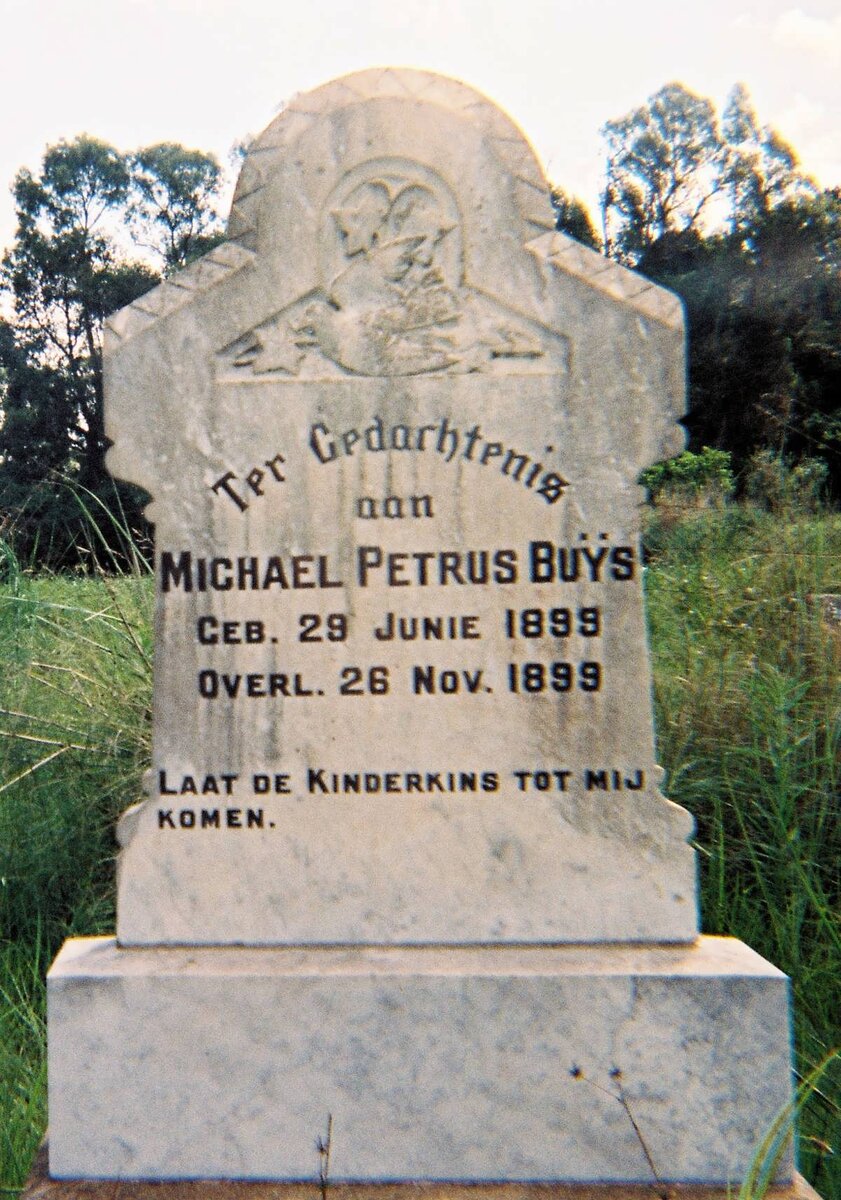 Ter Gedachtenis
aan
MICHAEL PETRUS BUŸS
GEB. 29 JUNIE 1899
OVERL. 26 NOV. 1899
LAAT DE KINDERKINS TOT MIJ
KOMEN.